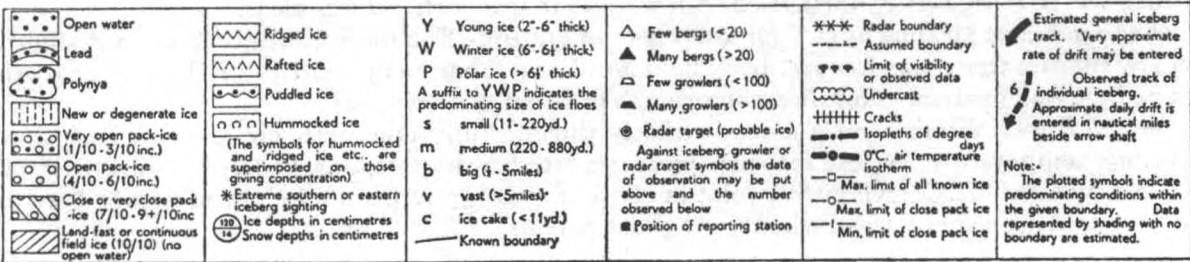 Open water
Lead
Polynya
New or degenerate ice
Very open pack-ice
(1/10 - 3/10 inc.)
Open pack-ice
(4/10 - 6/10 inc.)
Close or very close pack
-ice (7/10 - 9+/10 inc
Land-fast or continuous
field ice (10/10) (no
open water)
Ridged ice
Rafted ice
Puddled ice
Hummocked ice
(The symbols for hummocked
and ridged ice etc., are
superimposed on those
giving concentration)
Extreme southern or eastern
iceberg sighting
120 Ice depths in centimetres
14 Snow depths in centimetres
Y Young ice (2"-6" thick)
W Winter ice (6"-6½' thick)
P Polar ice (> 6½' thick)
A suffix to YWP indicates the
predominating size of ice floes
s small (11-220yd.)
m medium (220 - 880yd.)
b big (½ - 5miles)
v vast (>5miles)
c ice cake (<11yd.)
Known boundary
Few bergs (<20)
Many bergs (>20)
Few growlers (<100)
Many growlers (>100)
Radar target (probable ice)
Against iceberg, growler or
radar target symbols the date
of observation may be put
above and the number
observed below
Position of reporting station
Radar boundary
Assumed boundary
Limit of visibility
or observed data
Undercast
Cracks
Isopleths of degree
days
0°C. air temperature
isotherm
Max. limit of all known ice
Max. limit of close pack ice
Min. limit of close pack ice
Estimated general iceberg
track. Very approximate
rate of drift may be entered
Observed track of
6 individual iceberg.
Approximate daily drift is
entered in nautical miles
beside arrow shaft
Note:-
The plotted symbols indicate
predominating conditions within
the given boundary. Data
represented by shading with no
boundary are estimated.